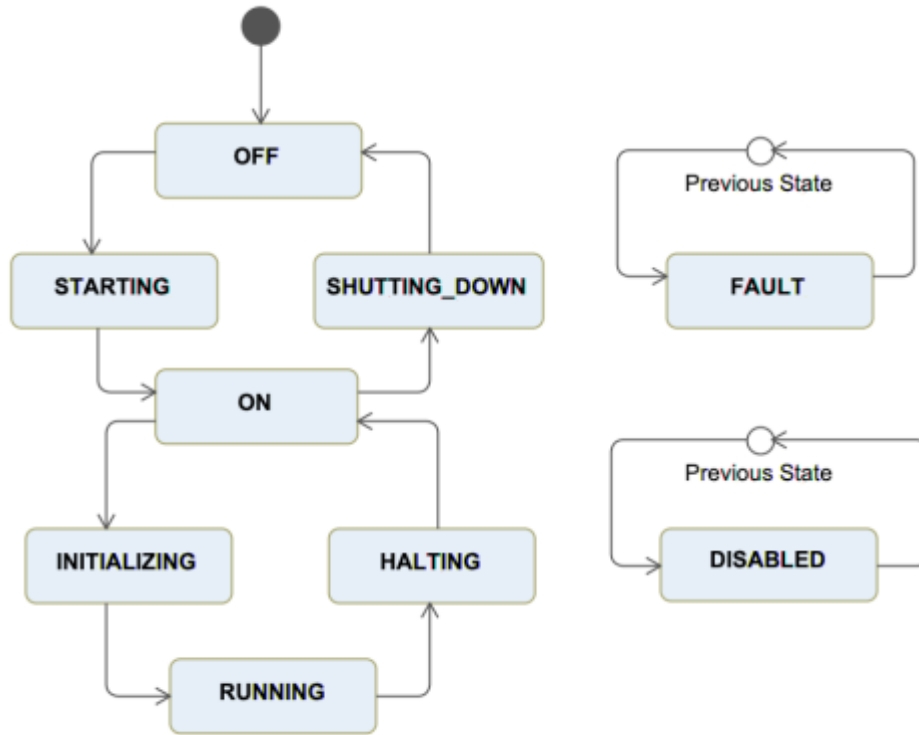 OFF
Previous State
STARTING
SHUTTING_DOWN
FAULT
ON
Previous State
INITIALIZING
HALTING
DISABLED
RUNNING